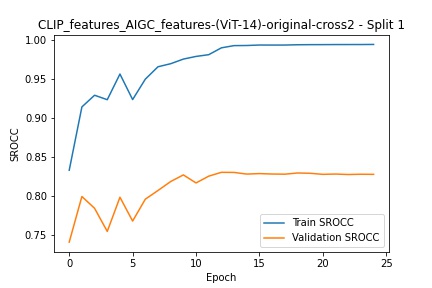 CLIP_features_AIGC_features-(ViT-14)-original-cross2 - Split 1
1.00
0.95
0.90
0.85
0.80
0.75
SROCC
Train SROCC
Validation SROCC
0 5 10 15 20 25
Epoch